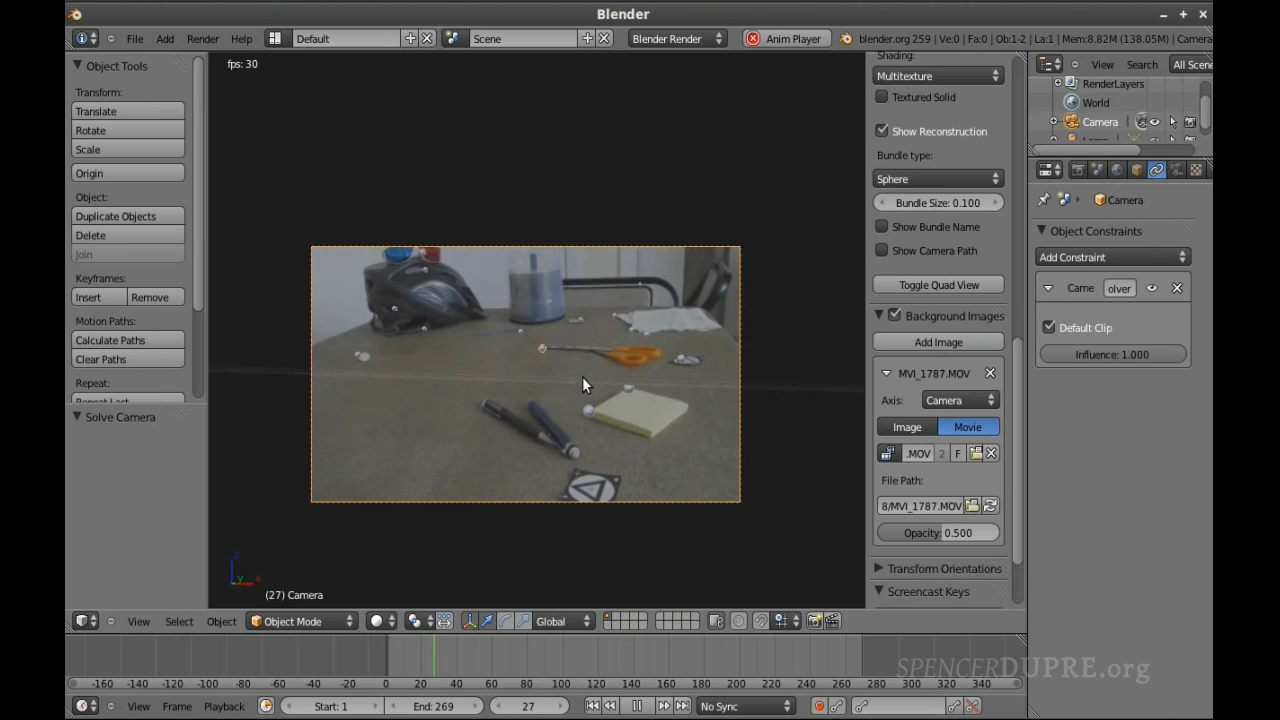 Blender
File Add Render Help Default Scene Blender Render Anim Player blender.org 259 | Ve:0 | Fa:0 | Ob:1-2 | La:1 | Mem:8.82M (138.05M) | Camera
Object Tools
Transform:
Translate
Rotate
Scale
Origin
Object:
Duplicate Objects
Delete
Join
Keyframes:
Insert Remove
Motion Paths:
Calculate Paths
Clear Paths
Repeat:
Solve Camera
fps: 30
z
y x
(27) Camera
Shading:
Multitexture
Textured Solid
Show Reconstruction
Bundle type:
Sphere
Bundle Size: 0.100
Show Bundle Name
Show Camera Path
Toggle Quad View
Background Images
Add Image
MVI_1787.MOV
Axis: Camera
Image Movie
.MOV 2 F
File Path:
8/MVI_1787.MOV
Opacity: 0.500
Transform Orientations
Screencast Keys
View Search All Scene
RenderLayers
World
Camera
Camera
Object Constraints
Add Constraint
Came olver
Default Clip
Influence: 1.000
View Select Object Object Mode Global
-160 -140 -120 -100 -80 -60 -40 -20 0 20 40 60 80 100 120 140 160 180 200 220 240 260 280 300 320 340
View Frame Playback Start: 1 End: 269 27 No Sync
SPENCERDUPRE.org